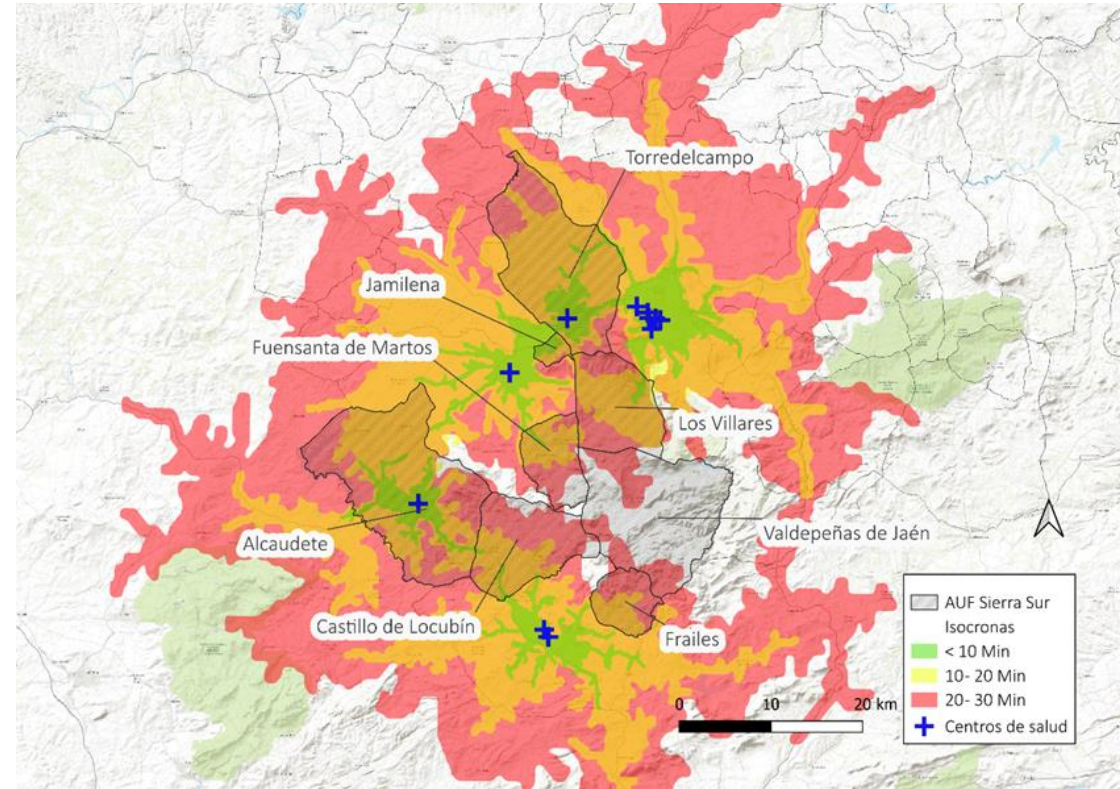 Torredelcampo
Jamilena
Fuensanta de Martos
Los Villares
Valdepeñas de Jaén
Alcaudete
Castillo de Locubín
Frailes
AUF Sierra Sur
Isocronas
< 10 Min
10- 20 Min
20- 30 Min
Centros de salud
0 10 20 km